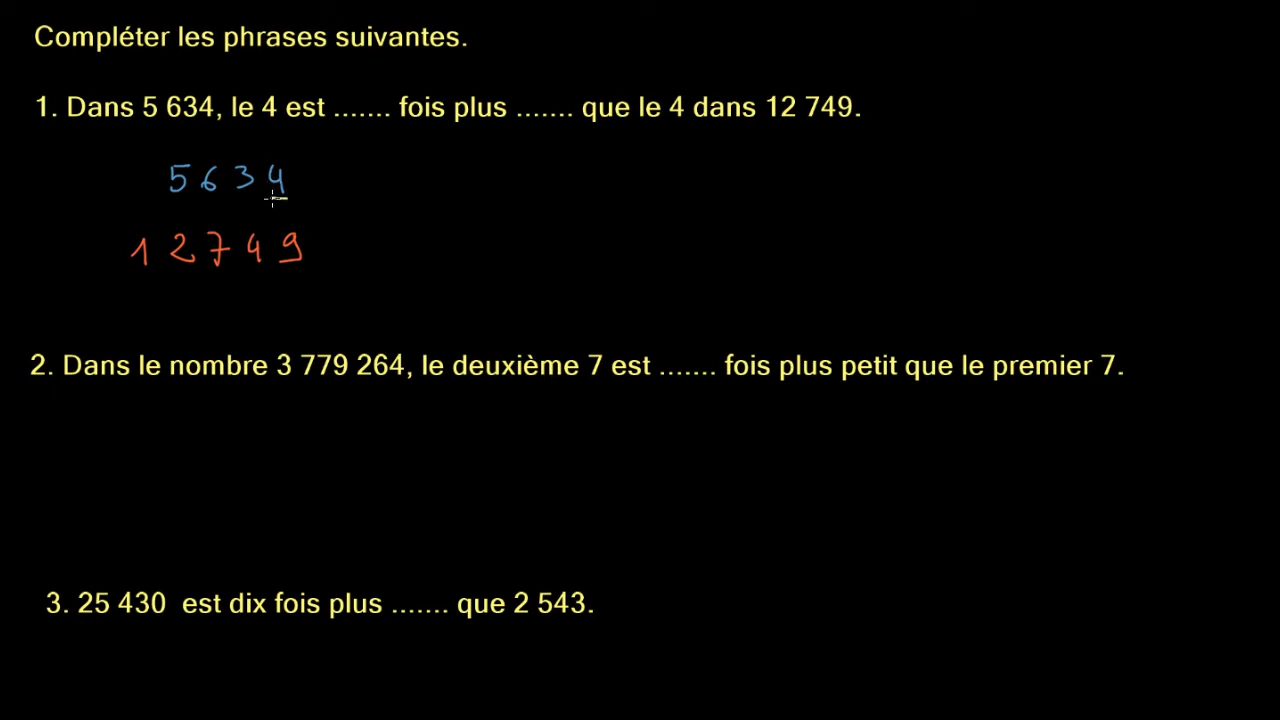 Compléter les phrases suivantes.
1. Dans 5 634, le 4 est ....... fois plus ....... que le 4 dans 12 749.
5 6 3 4
1 2 7 4 9
2. Dans le nombre 3 779 264, le deuxième 7 est ....... fois plus petit que le premier 7.
3. 25 430 est dix fois plus ....... que 2 543.